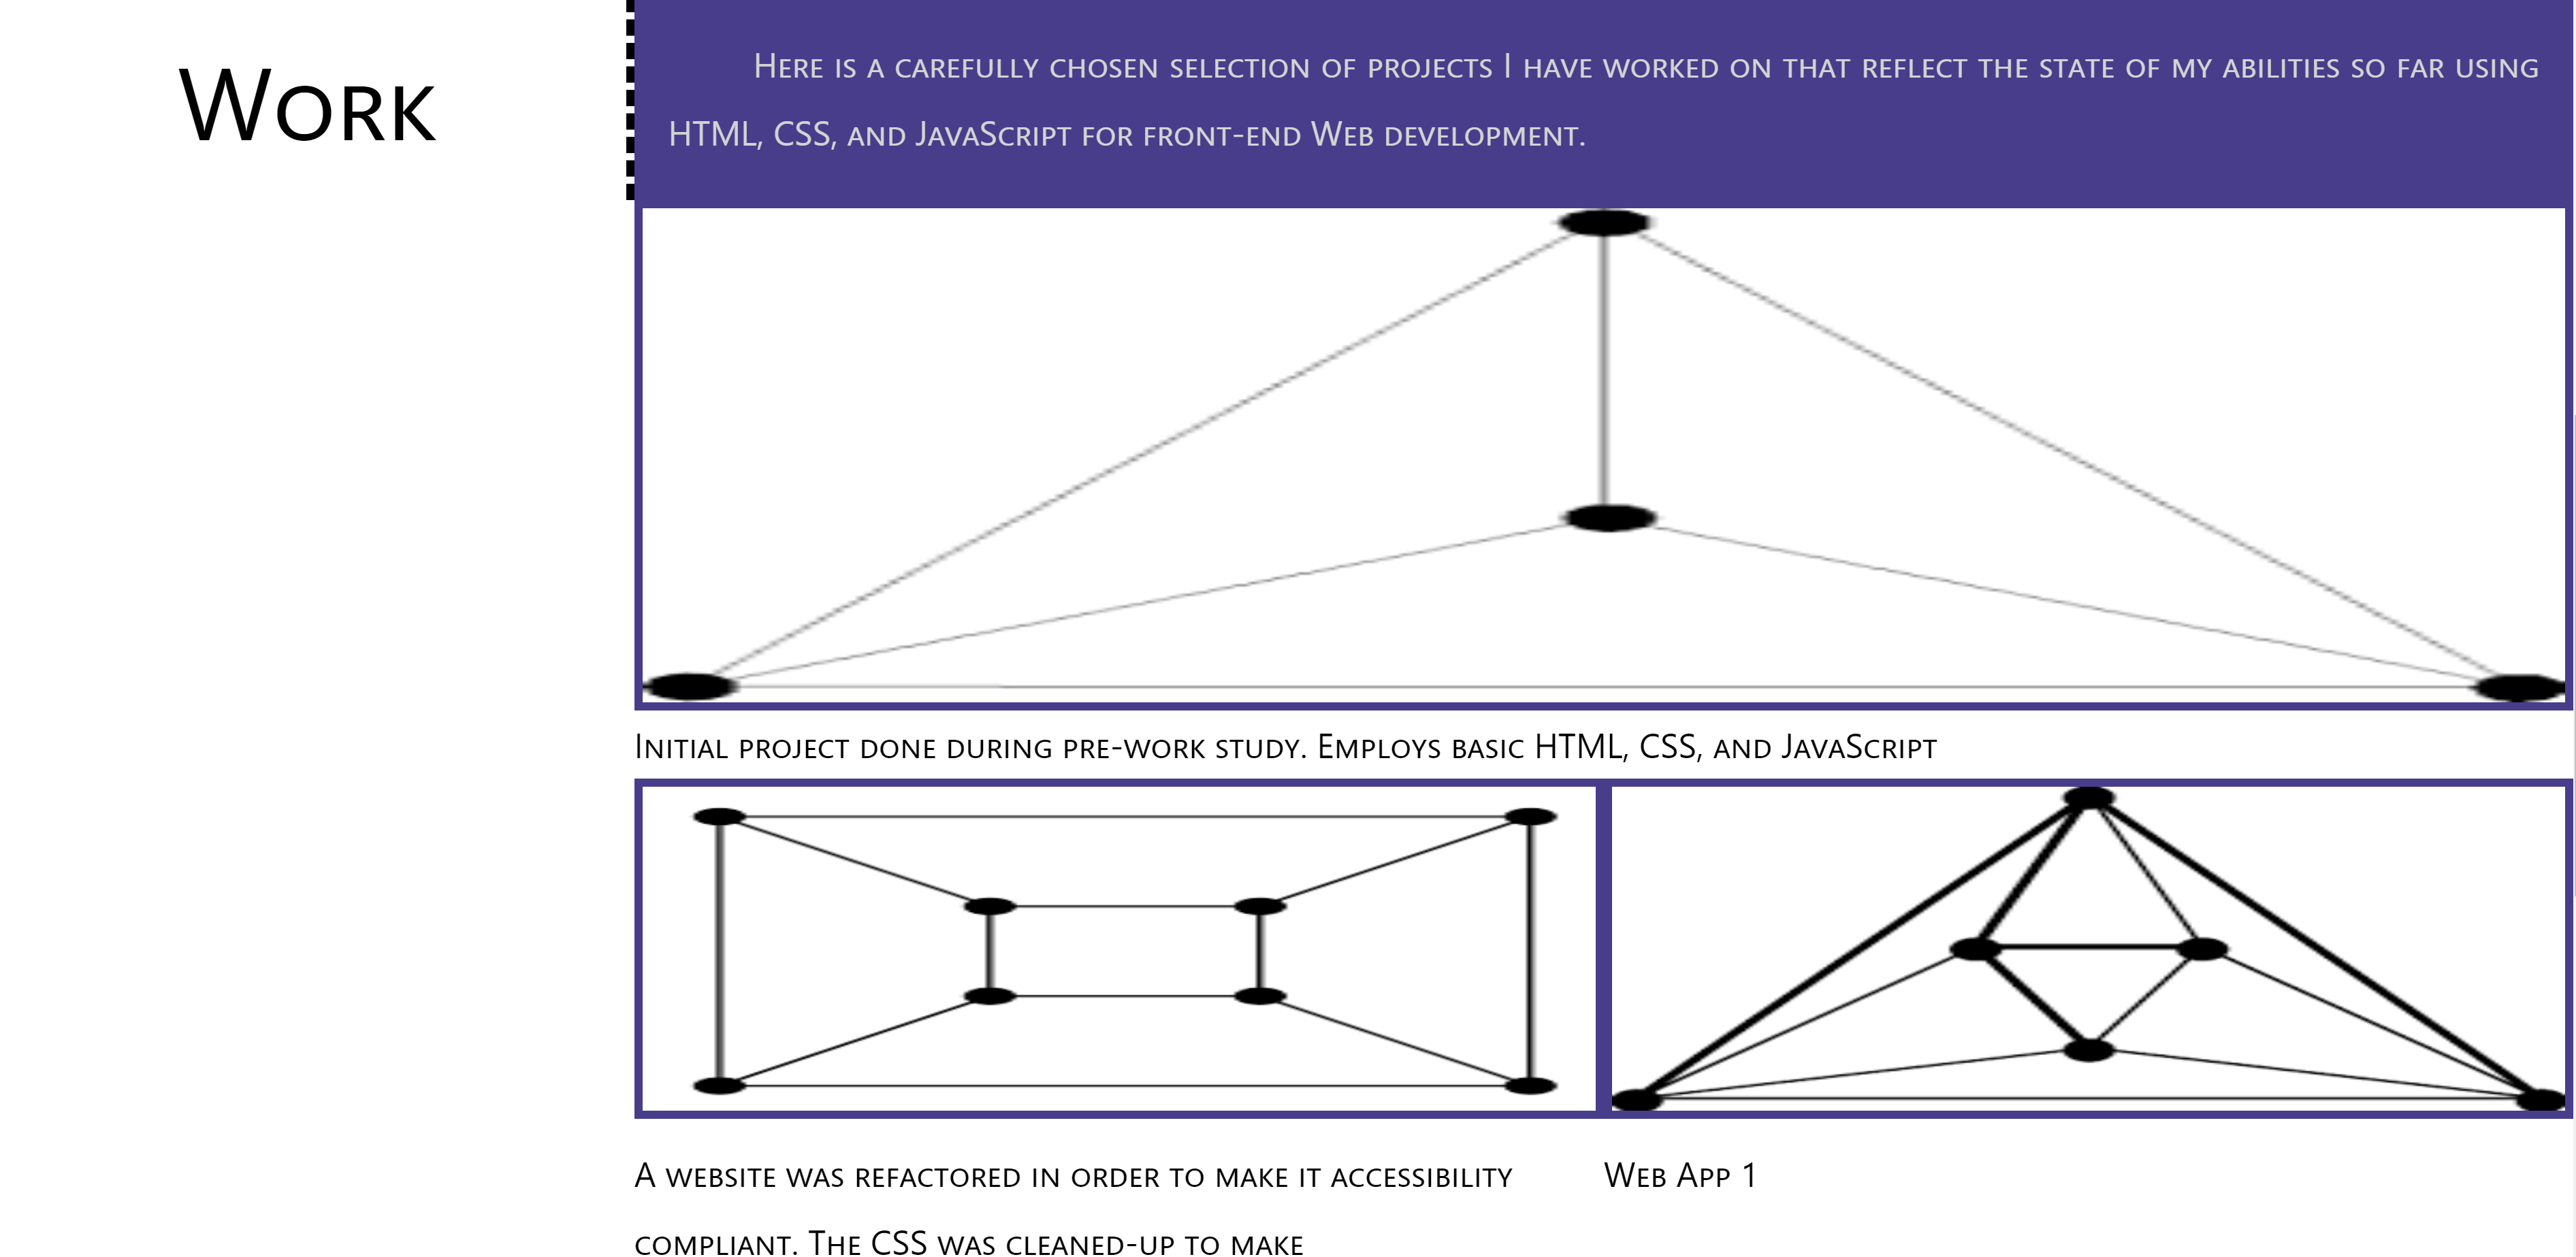 Work
Here is a carefully chosen selection of projects I have worked on that reflect the state of my abilities so far using
HTML, CSS, and JavaScript for front-end Web development.
Initial project done during pre-work study. Employs basic HTML, CSS, and JavaScript
A website was refactored in order to make it accessibility
compliant. The CSS was cleaned-up to make
Web App 1